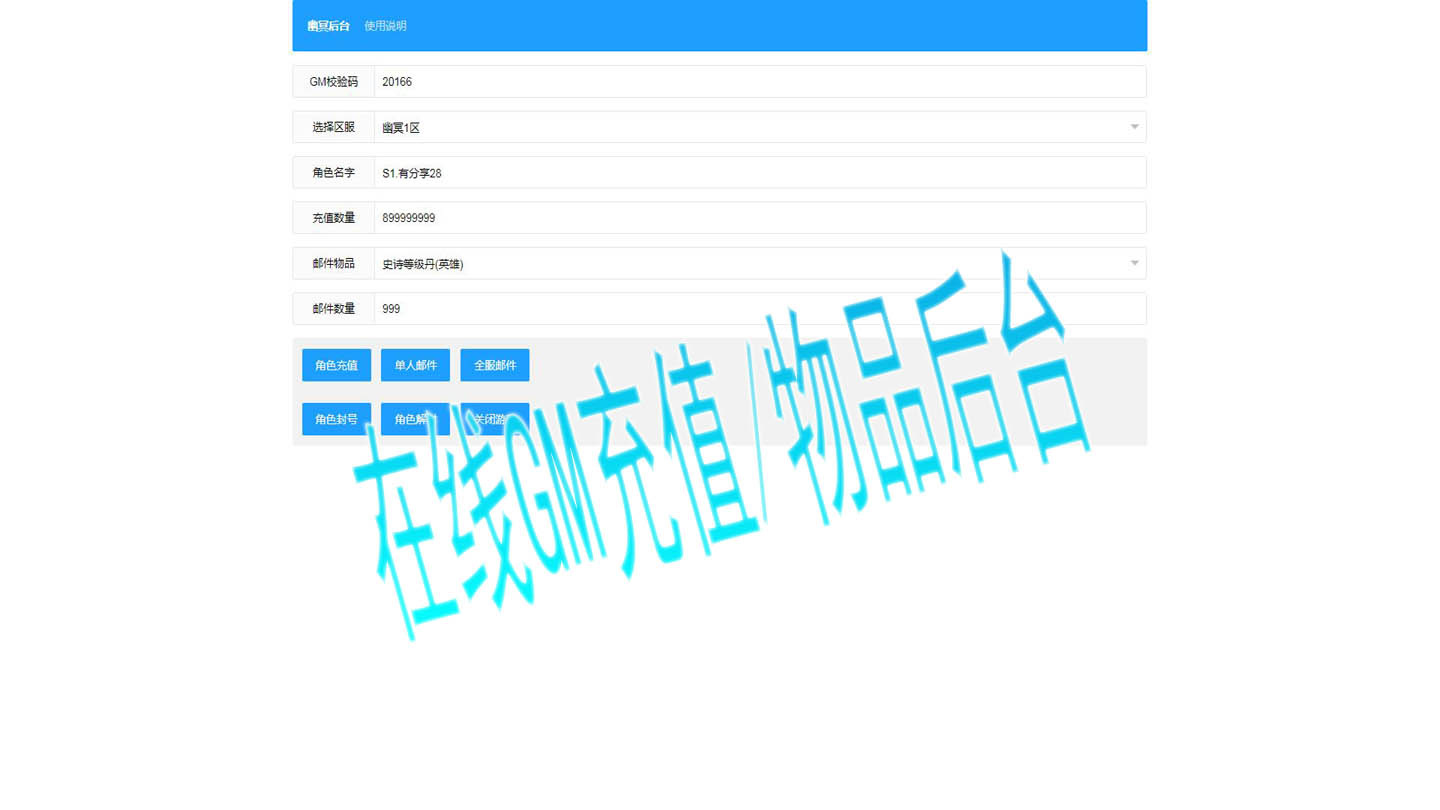 幽冥后台 使用说明
GM校验码 20166
选择区服 幽冥1区
角色名字 S1.有分享28
充值数量 899999999
邮件物品 史诗等级丹(英雄)
邮件数量 999
角色充值 单人邮件 全服邮件
角色封号 角色解 关闭游
在线GM充值/物品后台